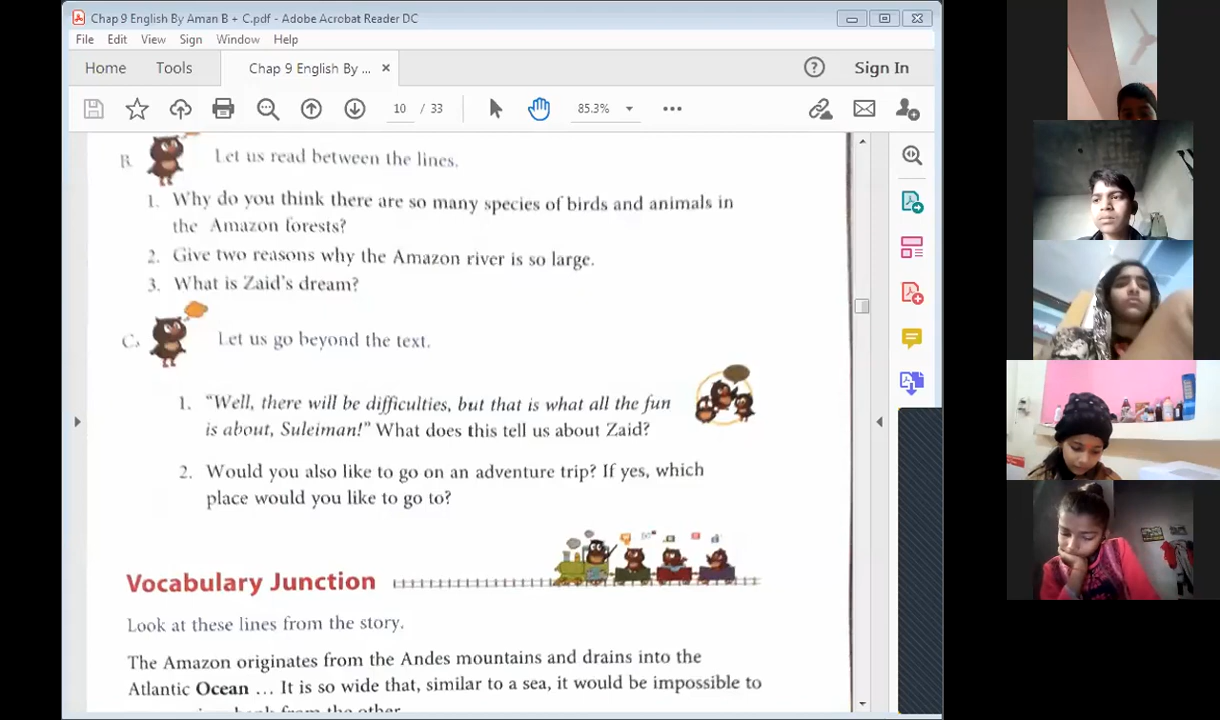 Chap 9 English By Aman B + C.pdf - Adobe Acrobat Reader DC
File Edit View Sign Window Help
Home Tools Chap 9 English By ... × Sign In
10 / 33 85.3%
B. Let us read between the lines.
1. Why do you think there are so many species of birds and animals in
the Amazon forests?
2. Give two reasons why the Amazon river is so large.
3. What is Zaid's dream?
C. Let us go beyond the text.
1. "Well, there will be difficulties, but that is what all the fun
is about, Suleiman!" What does this tell us about Zaid?
2. Would you also like to go on an adventure trip? If yes, which
place would you like to go to?
Vocabulary Junction
Look at these lines from the story.
The Amazon originates from the Andes mountains and drains into the
Atlantic Ocean ... It is so wide that, similar to a sea, it would be impossible to
bank from the other